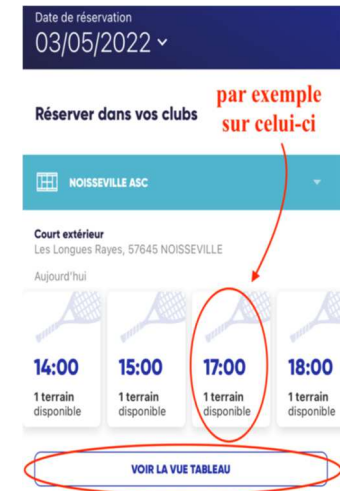 Date de réservation
03/05/2022
Réserver dans vos clubs
par exemple
sur celui-ci
NOISSEVILLE ASC
Court extérieur
Les Longues Rayes, 57645 NOISSEVILLE
Aujourd'hui
14:00 15:00 17:00 18:00
1 terrain 1 terrain 1 terrain 1 terrain
disponible disponible disponible disponible
VOIR LA VUE TABLEAU